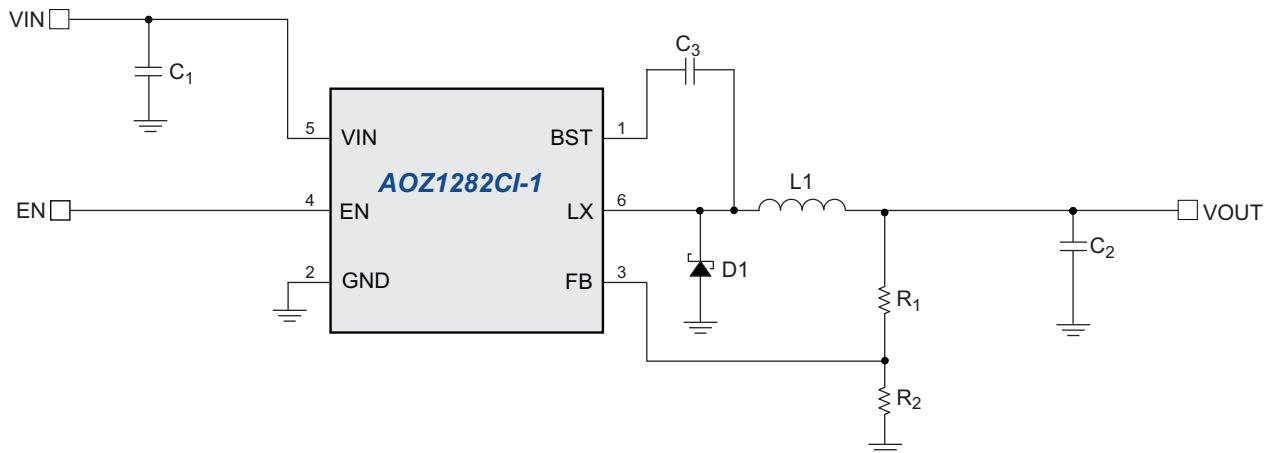 VIN
C1
C3
5
VIN
BST
1
AOZ1282CI-1
L1
EN
4
EN
LX
6
VOUT
C2
D1
2
GND
FB
3
R1
R2